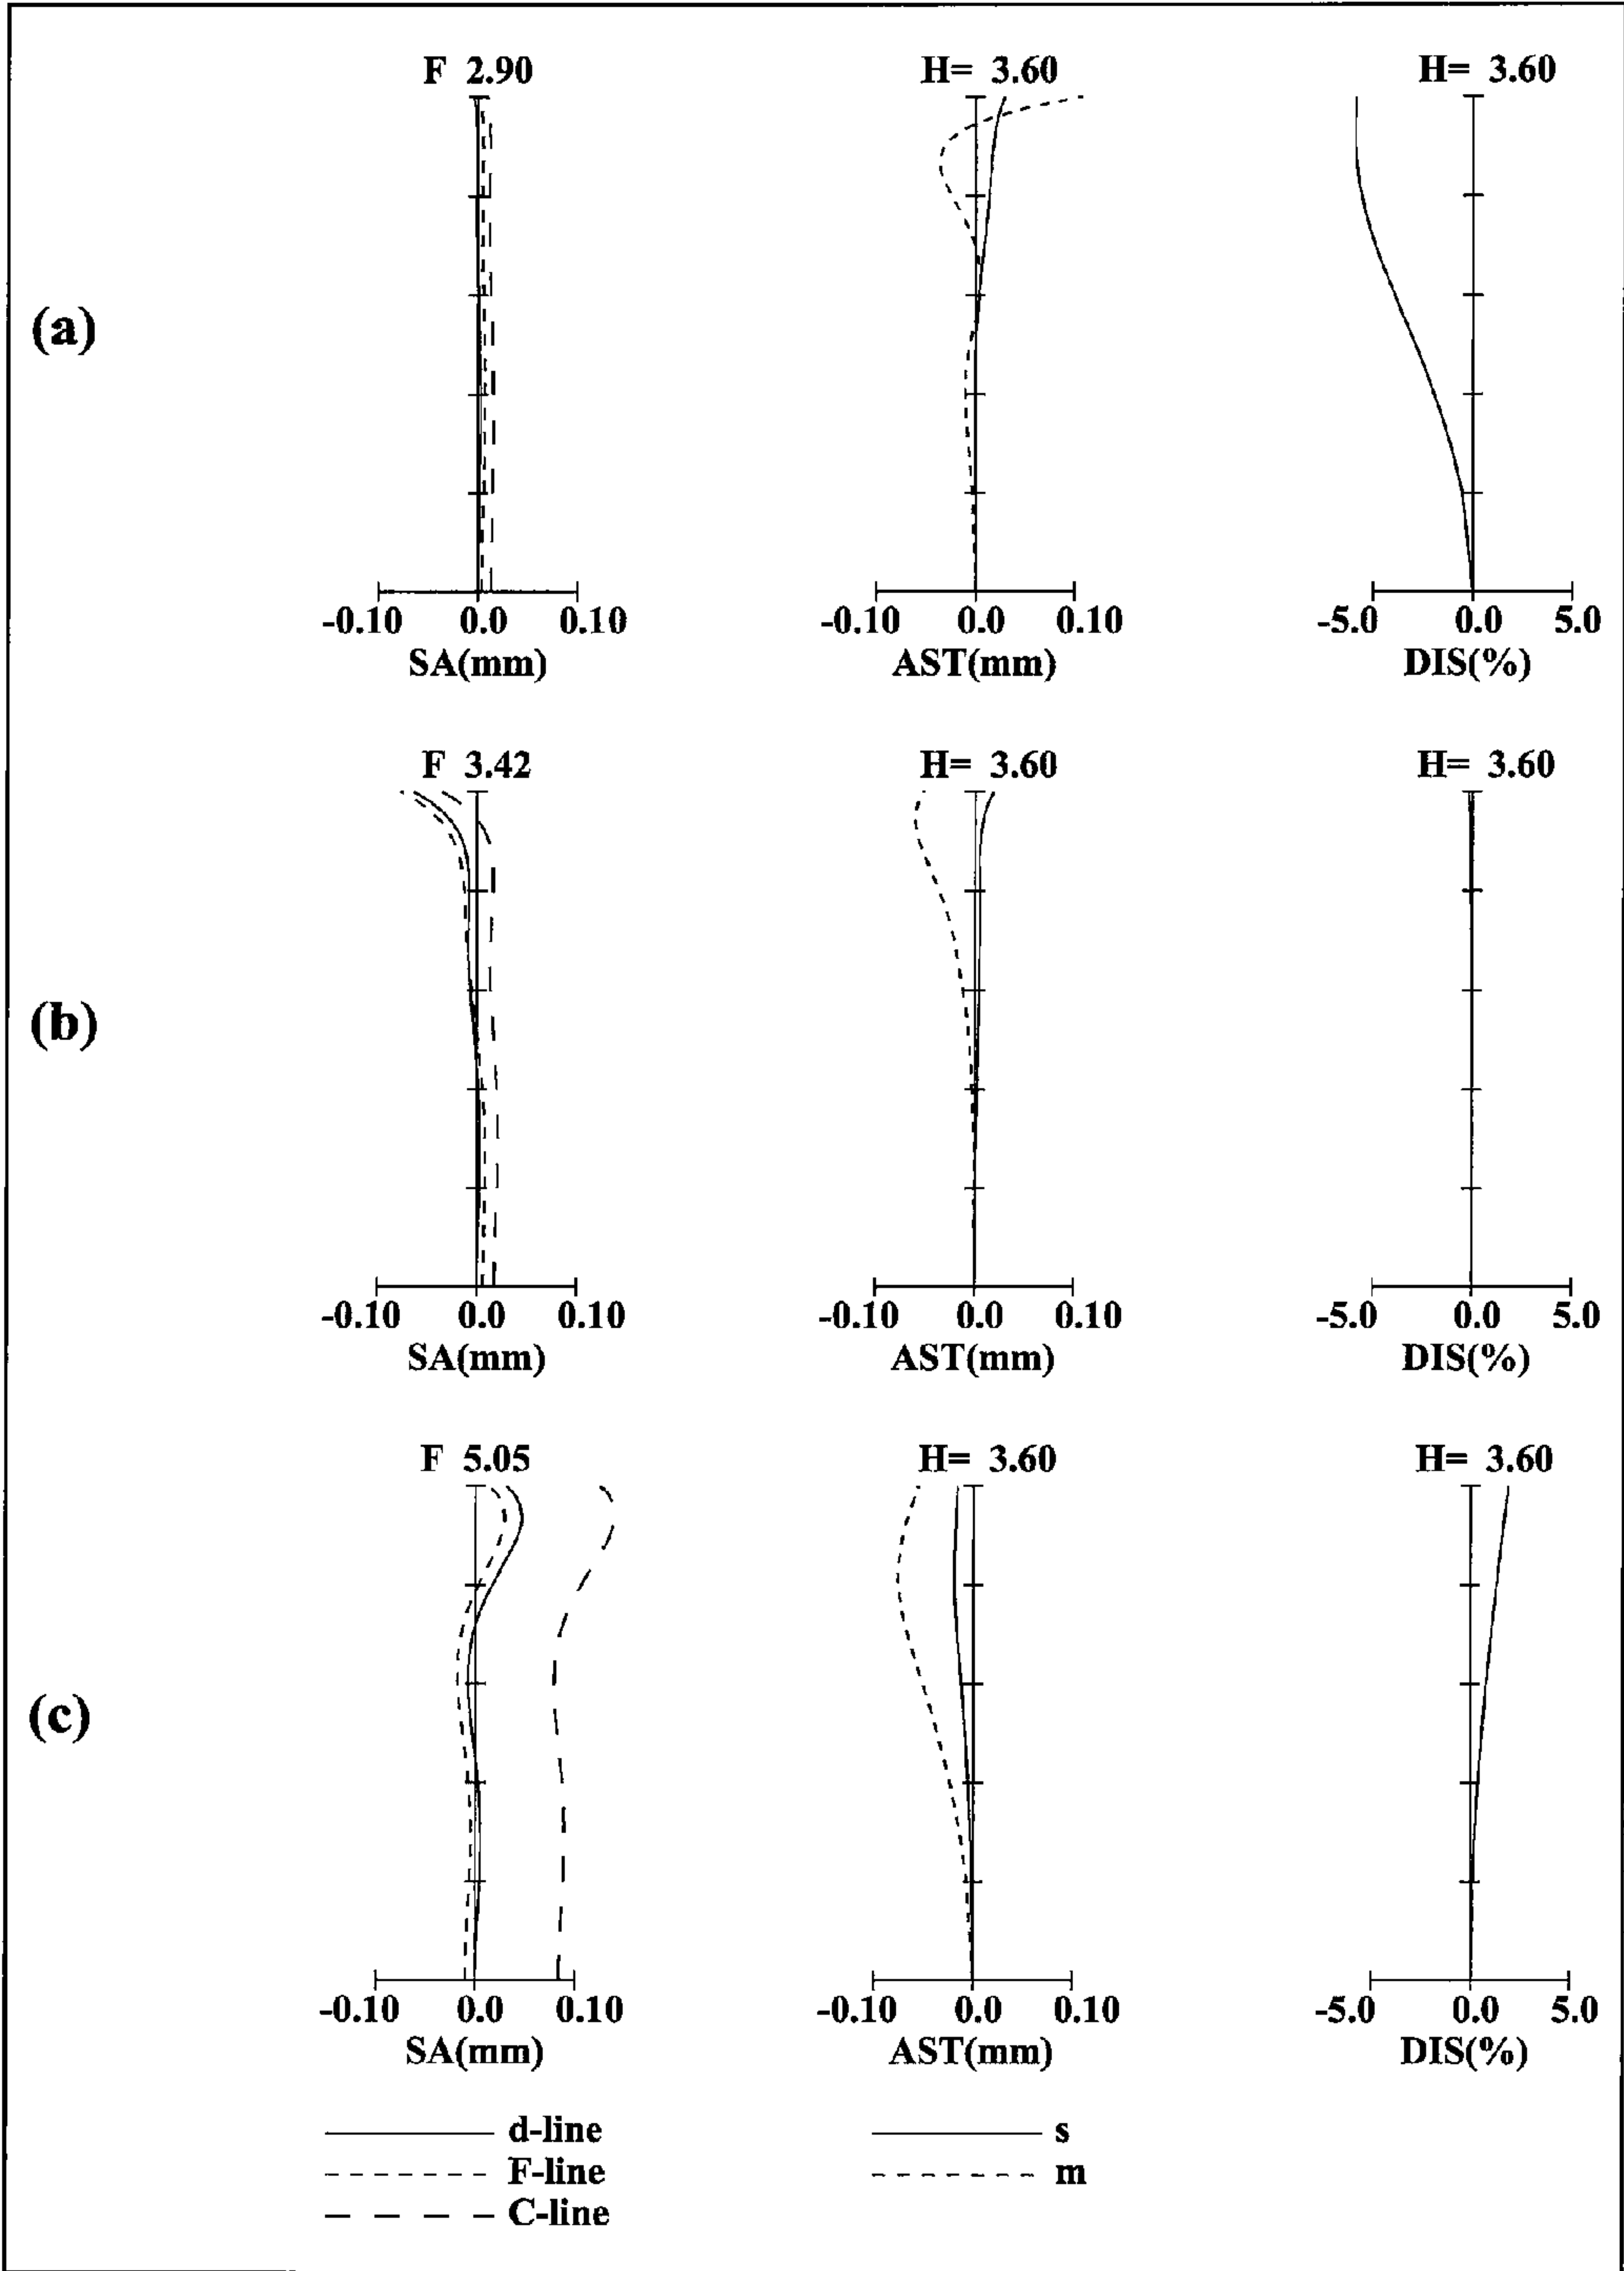 F 2.90 H= 3.60 H= 3.60
(a)
-0.10 0.0 0.10 -0.10 0.0 0.10 -5.0 0.0 5.0
SA(mm) AST(mm) DIS(%)
F 3.42 H= 3.60 H= 3.60
(b)
-0.10 0.0 0.10 -0.10 0.0 0.10 -5.0 0.0 5.0
SA(mm) AST(mm) DIS(%)
F 5.05 H= 3.60 H= 3.60
(c)
-0.10 0.0 0.10 -0.10 0.0 0.10 -5.0 0.0 5.0
SA(mm) AST(mm) DIS(%)
d-line s
F-line m
C-line